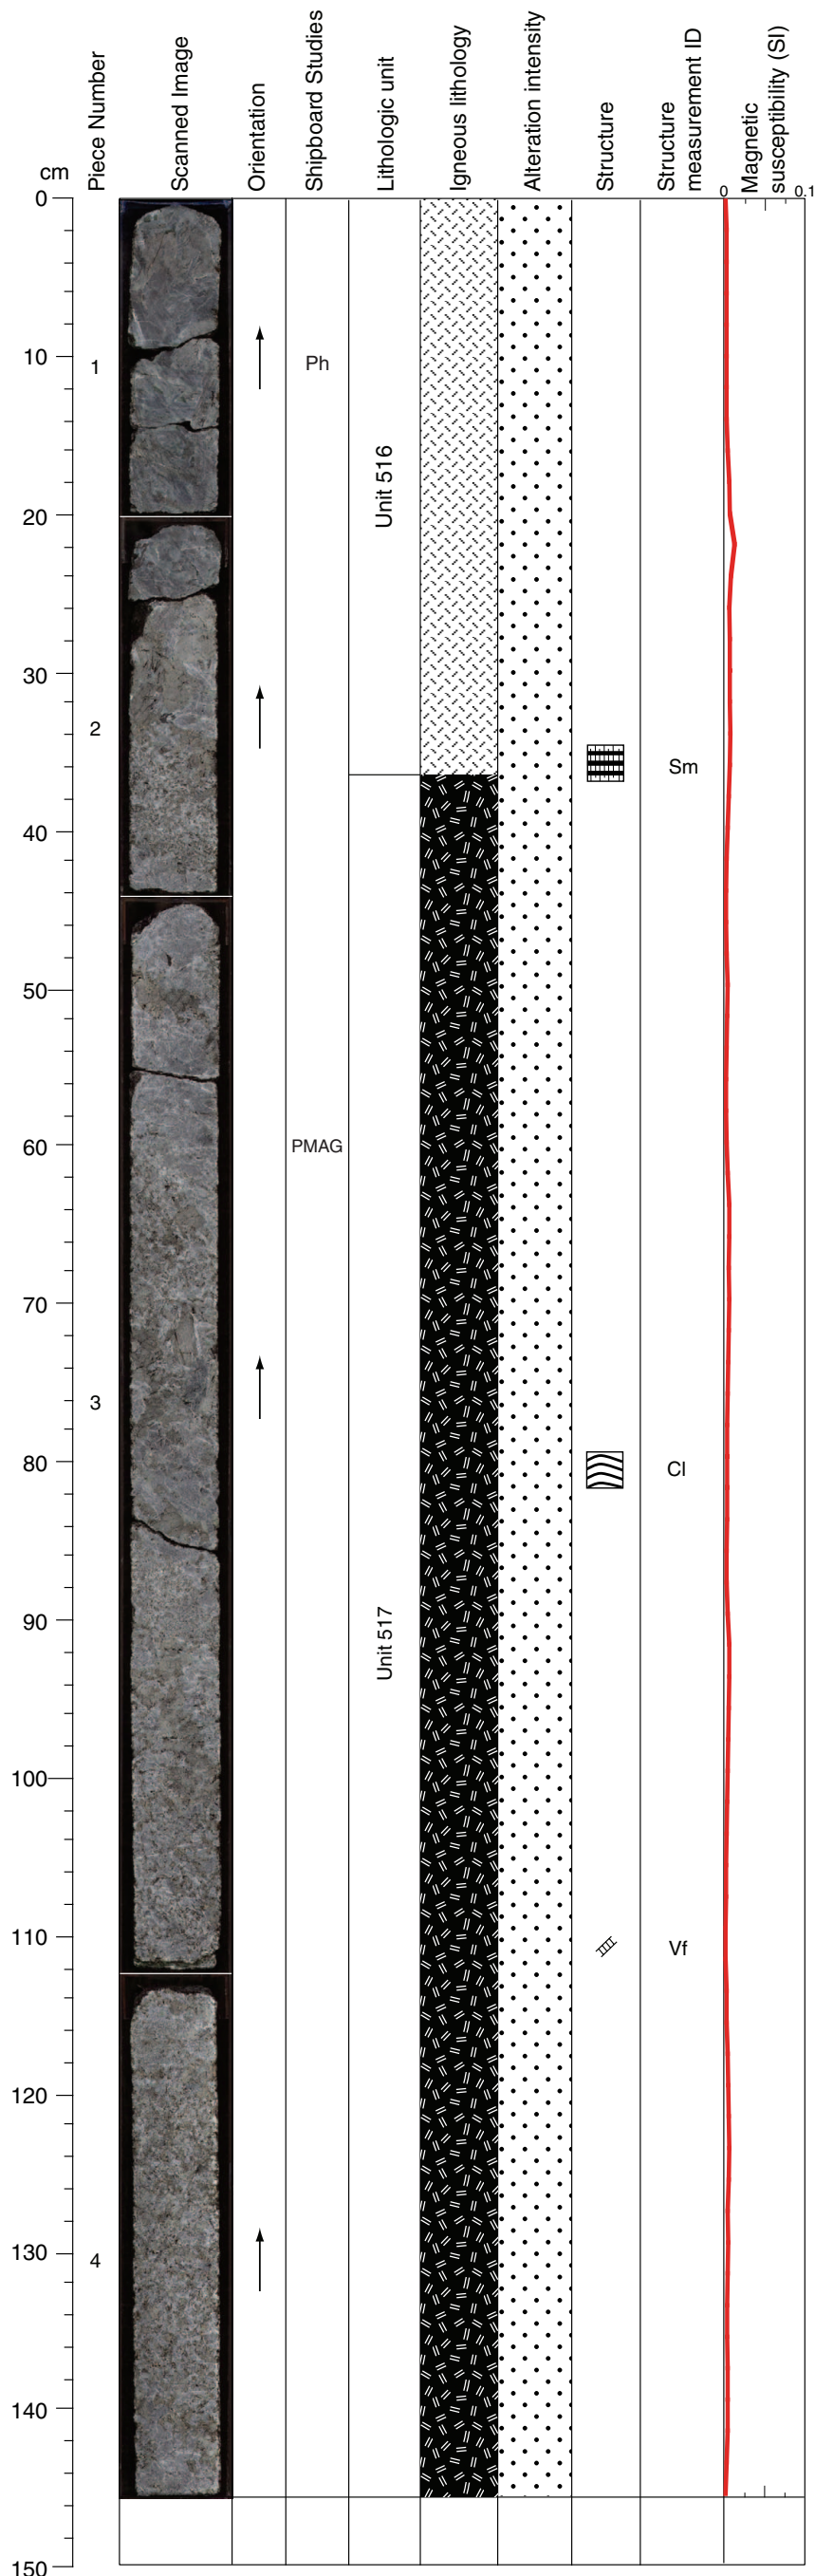 cm
Piece Number
Scanned Image
Orientation
Shipboard Studies
Lithologic unit
Igneous lithology
Alteration intensity
Structure
Structure
measurement ID
Magnetic
susceptibility (SI)
0 0.1
0
10
20
30
40
50
60
70
80
90
100
110
120
130
140
150
1
Ph
Unit 516
2
Sm
PMAG
3
Cl
Unit 517
Vf
4